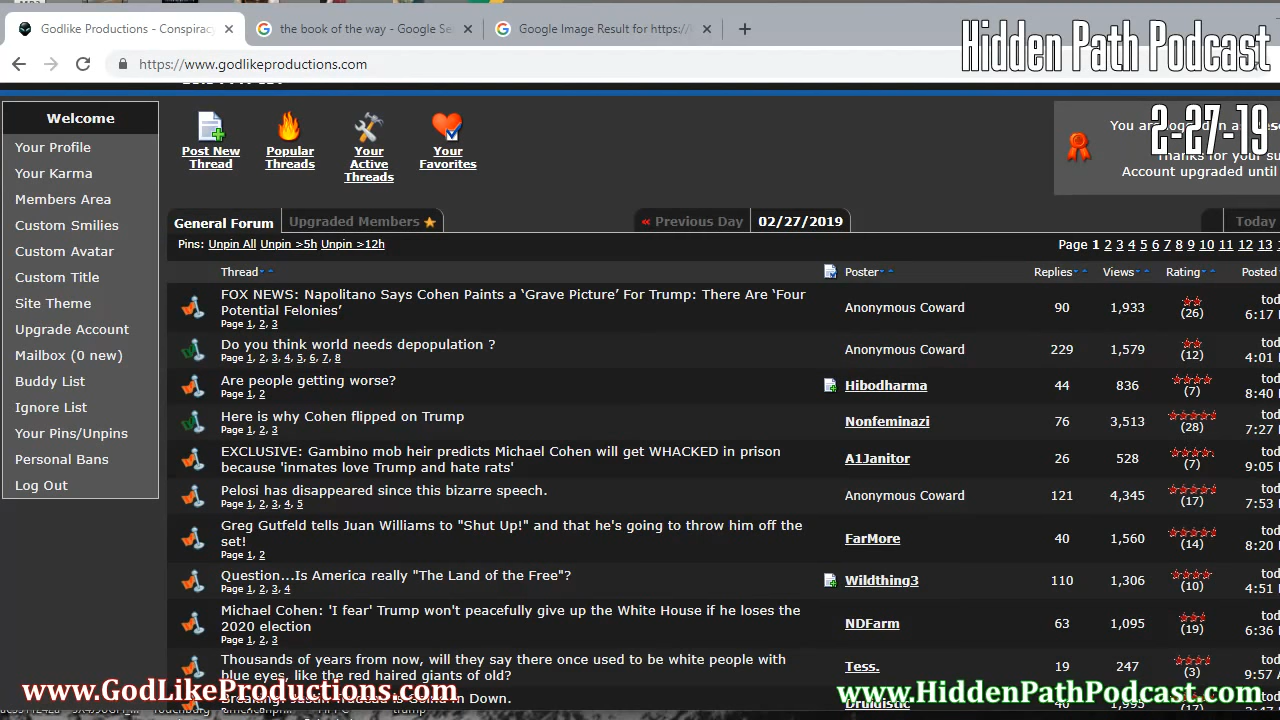 Godlike Productions - Conspirac
the book of the way - Google Se
Google Image Result for https://
https://www.godlikeproductions.com
Hidden Path Podcast
2-27-19
Welcome
Your Profile
Your Karma
Members Area
Custom Smilies
Custom Avatar
Custom Title
Site Theme
Upgrade Account
Mailbox (0 new)
Buddy List
Ignore List
Your Pins/Unpins
Personal Bans
Log Out
Post New Thread
Popular Threads
Your Active Threads
Your Favorites
You are
Thanks for your su
Account upgraded until
General Forum
Upgraded Members
« Previous Day
02/27/2019
Today
Pins: Unpin All Unpin >5h Unpin >12h
Page 1 2 3 4 5 6 7 8 9 10 11 12 13
Thread Poster Replies Views Rating Posted
FOX NEWS: Napolitano Says Cohen Paints a ‘Grave Picture’ For Trump: There Are ‘Four
Potential Felonies’
Page 1, 2, 3
Anonymous Coward 90 1,933 (26) tod 6:17
Do you think world needs depopulation ?
Page 1, 2, 3, 4, 5, 6, 7, 8
Anonymous Coward 229 1,579 (12) tod 4:01
Are people getting worse?
Page 1, 2
Hibodharma 44 836 (7) tod 8:40
Here is why Cohen flipped on Trump
Page 1, 2, 3
Nonfeminazi 76 3,513 (28) tod 7:27
EXCLUSIVE: Gambino mob heir predicts Michael Cohen will get WHACKED in prison
because 'inmates love Trump and hate rats'
A1Janitor 26 528 (7) tod 9:05
Pelosi has disappeared since this bizarre speech.
Page 1, 2, 3, 4, 5
Anonymous Coward 121 4,345 (17) tod 7:53
Greg Gutfeld tells Juan Williams to "Shut Up!" and that he's going to throw him off the
set!
Page 1, 2
FarMore 40 1,560 (14) tod 8:20
Question...Is America really "The Land of the Free"?
Page 1, 2, 3, 4
Wildthing3 110 1,306 (10) tod 4:51
Michael Cohen: 'I fear' Trump won't peacefully give up the White House if he loses the
2020 election
Page 1, 2, 3
NDFarm 63 1,095 (19) tod 6:36
Thousands of years from now, will they say there once used to be white people with
blue eyes, like the red haired giants of old?
Tess. 19 247 (3) tod 9:57
www.GodLikeProductions.com
www.HiddenPathPodcast.com